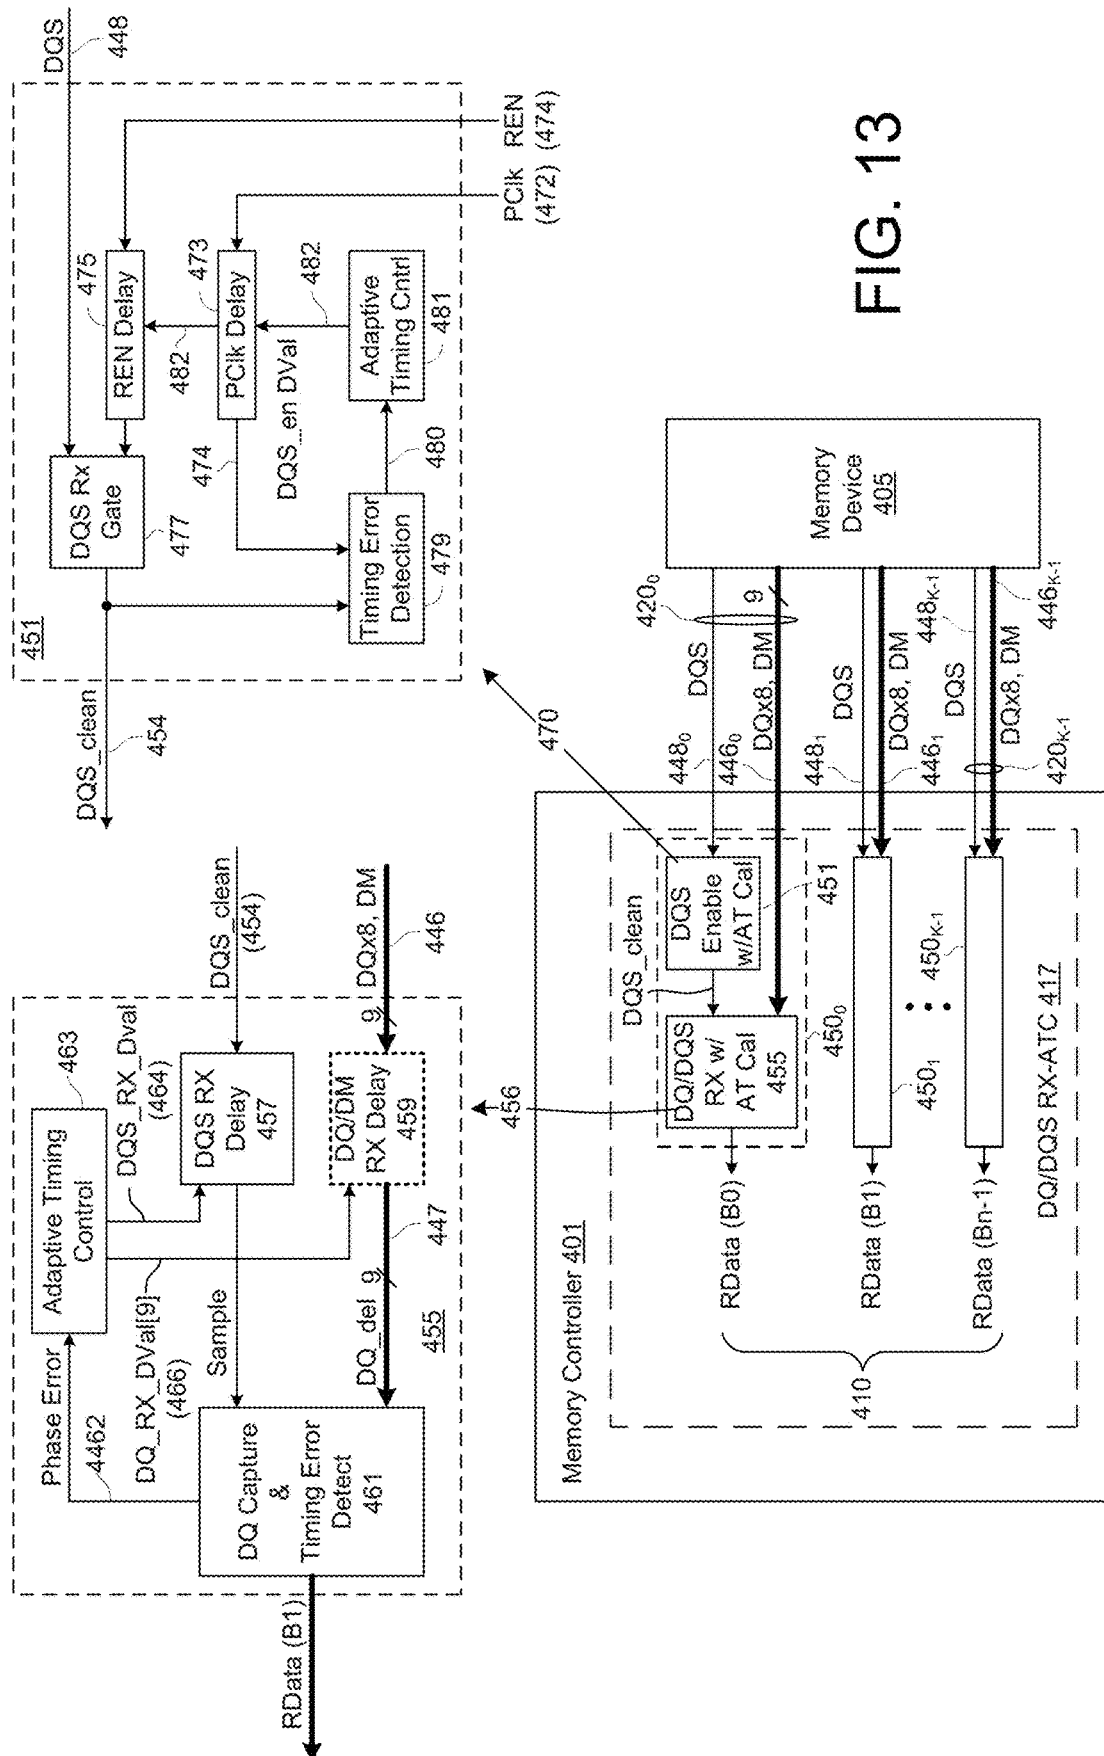 RData (B1)
DQ Capture
&
Timing Error
Detect
461
4462
Phase Error
DQ_RX_DVal[9]
(466)
Adaptive Timing
Control
463
DQS_RX_Dval
(464)
Sample
DQS RX
Delay
457
DQS_clean
(454)
DQ_del
9
447
455
DQ/DM
RX Delay
459
9
DQx8, DM
446
456
DQS_clean
454
451
DQS Rx
Gate
477
REN Delay
475
482
PClk Delay
473
474
DQS_en DVal
482
Timing Error
Detection
479
480
Adaptive
Timing Cntrl
481
DQS
448
PClk
(472)
REN
(474)
470
Memory Controller 401
410
RData (B0)
RData (B1)
RData (Bn-1)
DQ/DQS RX w/
AT Cal
455
DQS_clean
DQS
Enable
w/AT Cal
451
450₀
450₁
450K-1
DQ/DQS RX-ATC 417
448₀
446₀
448₁
446₁
DQS
DQx8, DM
DQS
DQx8, DM
DQS
DQx8, DM
9
420₀
448K-1
446K-1
420K-1
Memory
Device
405
FIG. 13